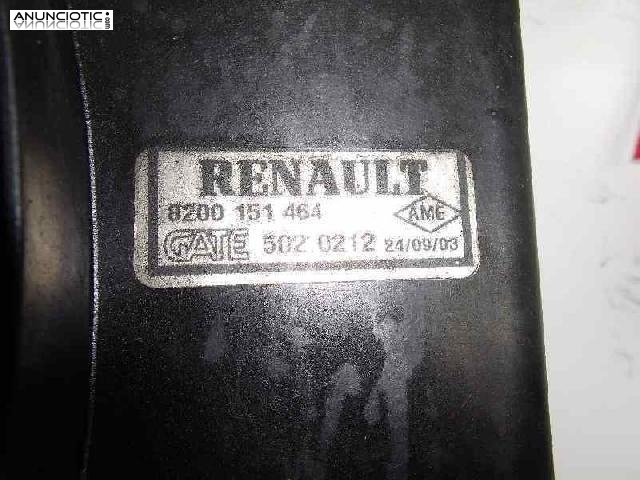 ANUNCIOTIC
RENAULT
8200 151 464 AME
GATE 502 0212 24/09/03